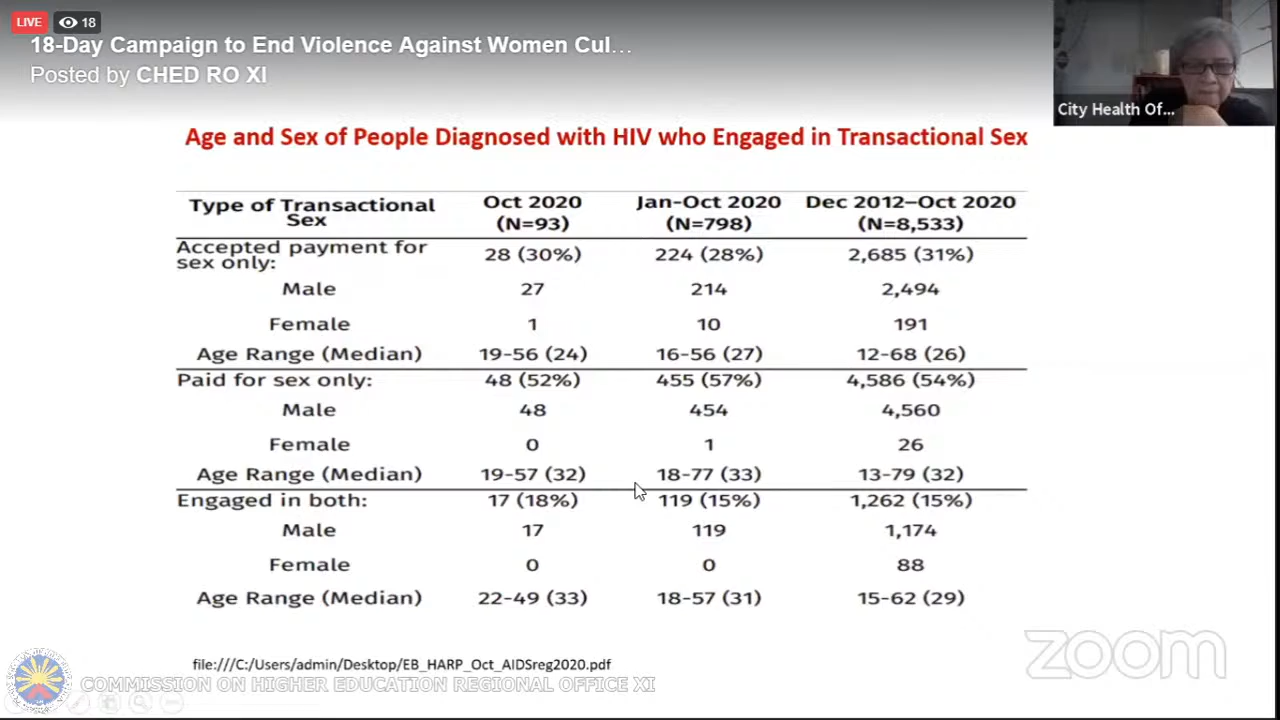 LIVE 18
18-Day Campaign to End Violence Against Women Cul...
Posted by CHED RO XI
City Health Of...
Age and Sex of People Diagnosed with HIV who Engaged in Transactional Sex
Type of Transactional Sex Oct 2020 (N=93) Jan-Oct 2020 (N=798) Dec 2012–Oct 2020 (N=8,533)
Accepted payment for sex only: 28 (30%) 224 (28%) 2,685 (31%)
Male 27 214 2,494
Female 1 10 191
Age Range (Median) 19-56 (24) 16-56 (27) 12-68 (26)
Paid for sex only: 48 (52%) 455 (57%) 4,586 (54%)
Male 48 454 4,560
Female 0 1 26
Age Range (Median) 19-57 (32) 18-77 (33) 13-79 (32)
Engaged in both: 17 (18%) 119 (15%) 1,262 (15%)
Male 17 119 1,174
Female 0 0 88
Age Range (Median) 22-49 (33) 18-57 (31) 15-62 (29)
file:///C:/Users/admin/Desktop/EB_HARP_Oct_AIDSreg2020.pdf
COMMISSION ON HIGHER EDUCATION REGIONAL OFFICE XI
zoom